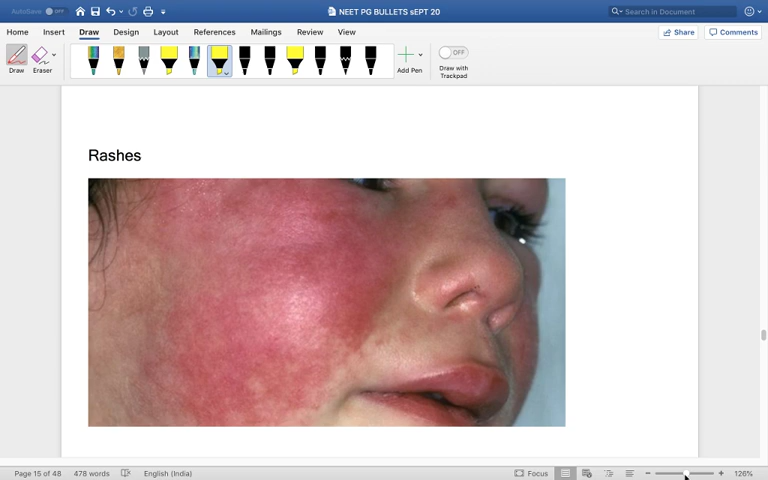 AutoSave OFF NEET PG BULLETS sEPT 20 Search in Document
Home Insert Draw Design Layout References Mailings Review View Share Comments
Draw Eraser Add Pen OFF Draw with Trackpad
Rashes
Page 15 of 48 478 words English (India) Focus 126%